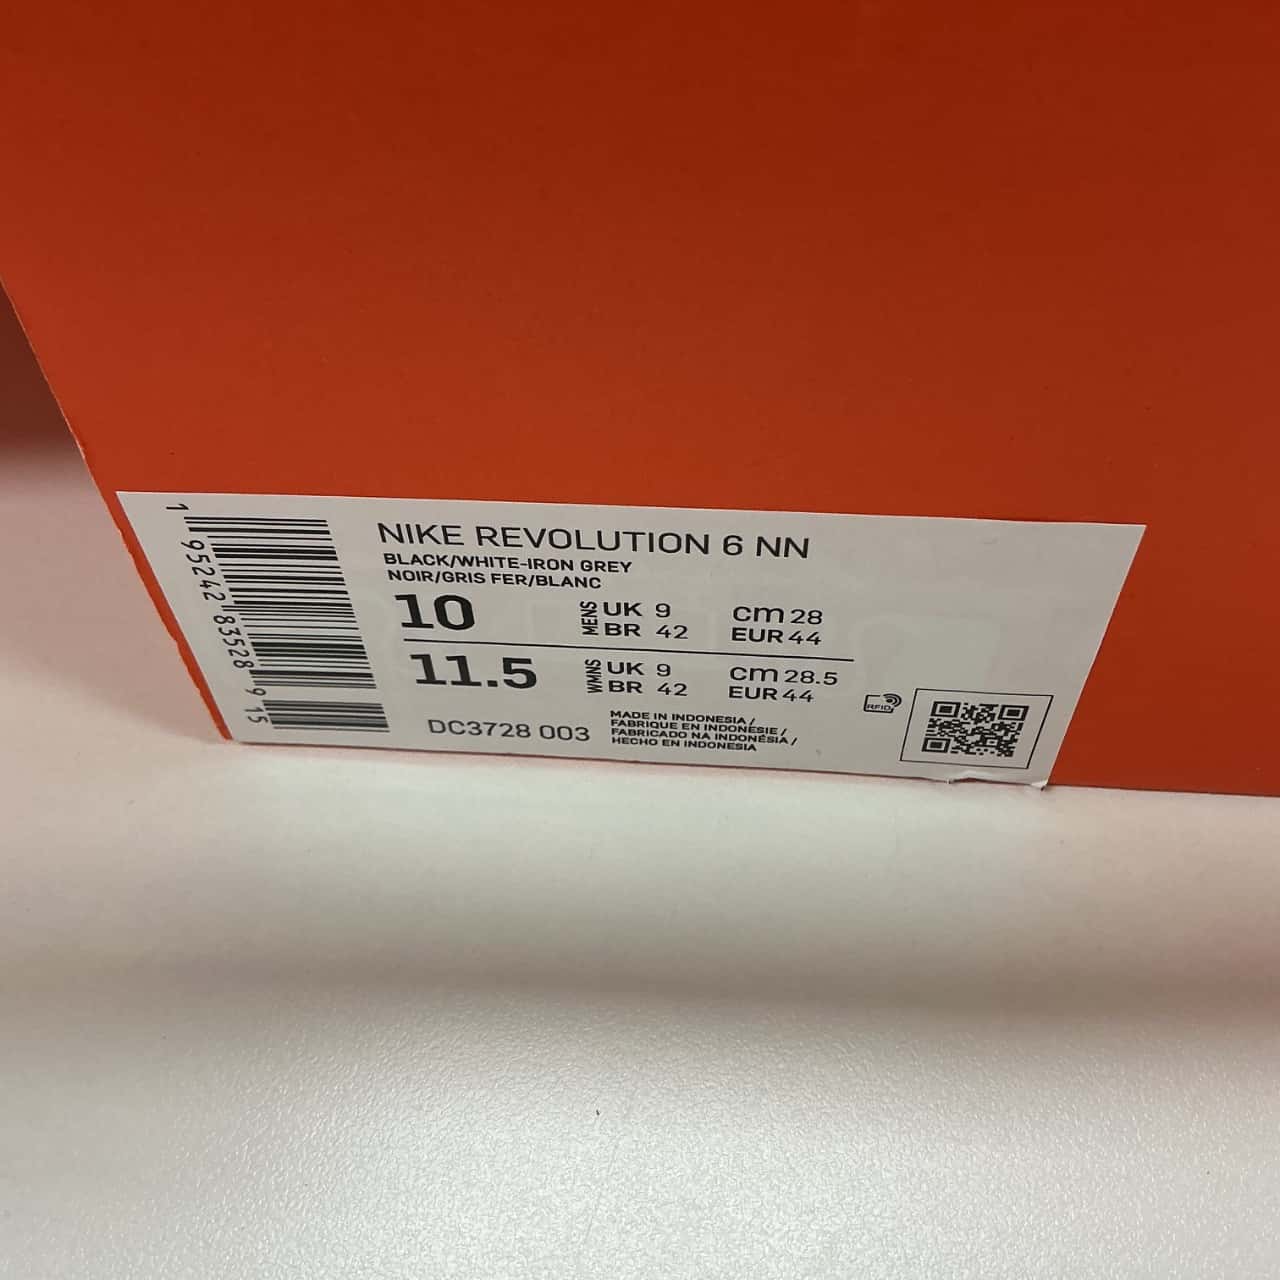 NIKE REVOLUTION 6 NN
BLACK/WHITE-IRON GREY
NOIR/GRIS FER/BLANC
10 MENS UK 9 cm 28
BR 42 EUR 44
11.5 WMNS UK 9 cm 28.5
BR 42 EUR 44
DC3728 003
MADE IN INDONESIA /
FABRIQUE EN INDONESIE /
FABRICADO NA INDONÉSIA /
HECHO EN INDONESIA
RFID
1 95242 83528 9 15